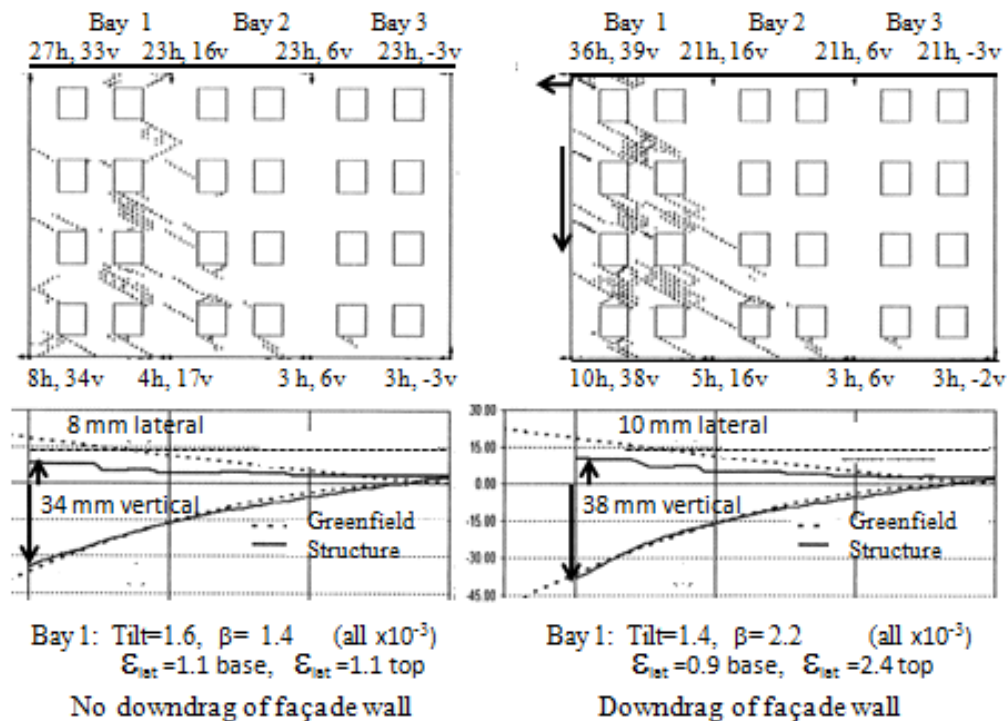 Bay 1 Bay 2 Bay 3
27h, 33v 23h, 16v 23h, 6v 23h, -3v
8h, 34v 4h, 17v 3h, 6v 3h, -3v
8 mm lateral
34 mm vertical
Greenfield
Structure
Bay 1: Tilt=1.6, β= 1.4 (all x10⁻³)
εlat =1.1 base, εlat =1.1 top
No downdrag of façade wall
Bay 1 Bay 2 Bay 3
36h, 39v 21h, 16v 21h, 6v 21h, -3v
10h, 38v 5h, 16v 3h, 6v 3h, -2v
30.00
15.00
0.00
-15.00
-30.00
-45.00
10 mm lateral
38 mm vertical
Greenfield
Structure
Bay 1: Tilt=1.4, β=2.2 (all x10⁻³)
εlat =0.9 base, εlat =2.4 top
Downdrag of façade wall